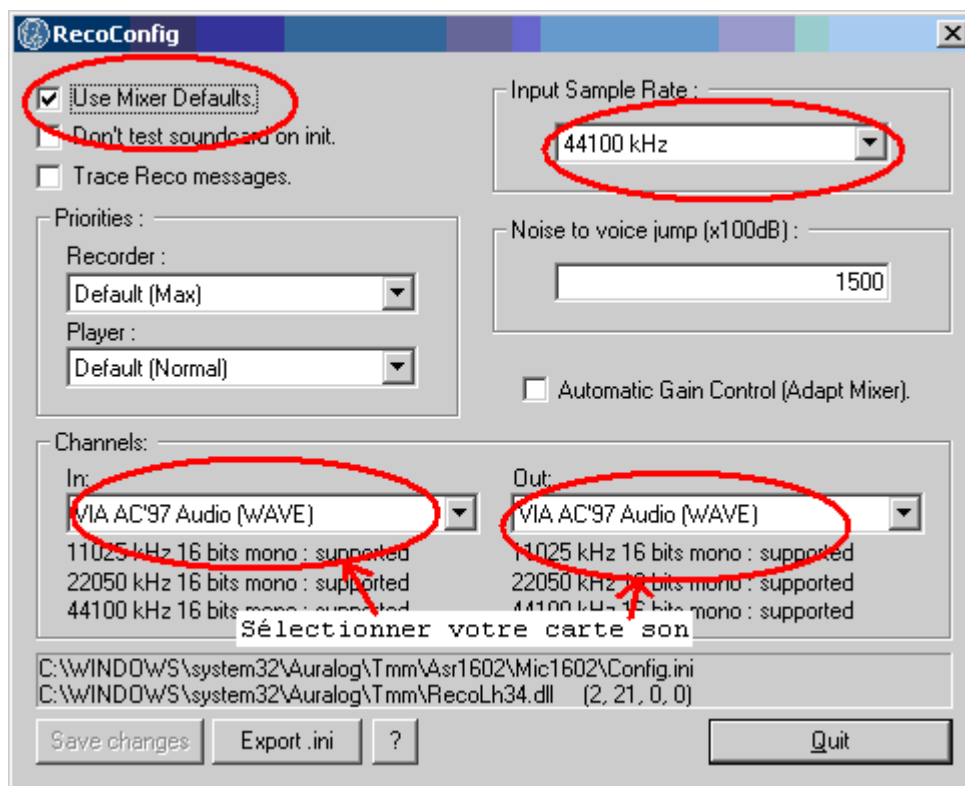 RecoConfig
Use Mixer Defaults.
Don't test soundcard on init.
Trace Reco messages.
Input Sample Rate :
44100 kHz
Priorities :
Recorder :
Default (Max)
Player :
Default (Normal)
Noise to voice jump (x100dB) :
1500
Automatic Gain Control (Adapt Mixer).
Channels:
In:
VIA AC'97 Audio (WAVE)
11025 kHz 16 bits mono : supported
22050 kHz 16 bits mono : supported
44100 kHz 16 bits mono : supported
Out:
VIA AC'97 Audio (WAVE)
11025 kHz 16 bits mono : supported
22050 kHz 16 bits mono : supported
44100 kHz 16 bits mono : supported
Sélectionner votre carte son
C:\WINDOWS\system32\Auralog\Tmm\Asr1602\Mic1602\Config.ini
C:\WINDOWS\system32\Auralog\Tmm\RecoLh34.dll (2, 21, 0, 0)
Save changes
Export .ini
?
Quit